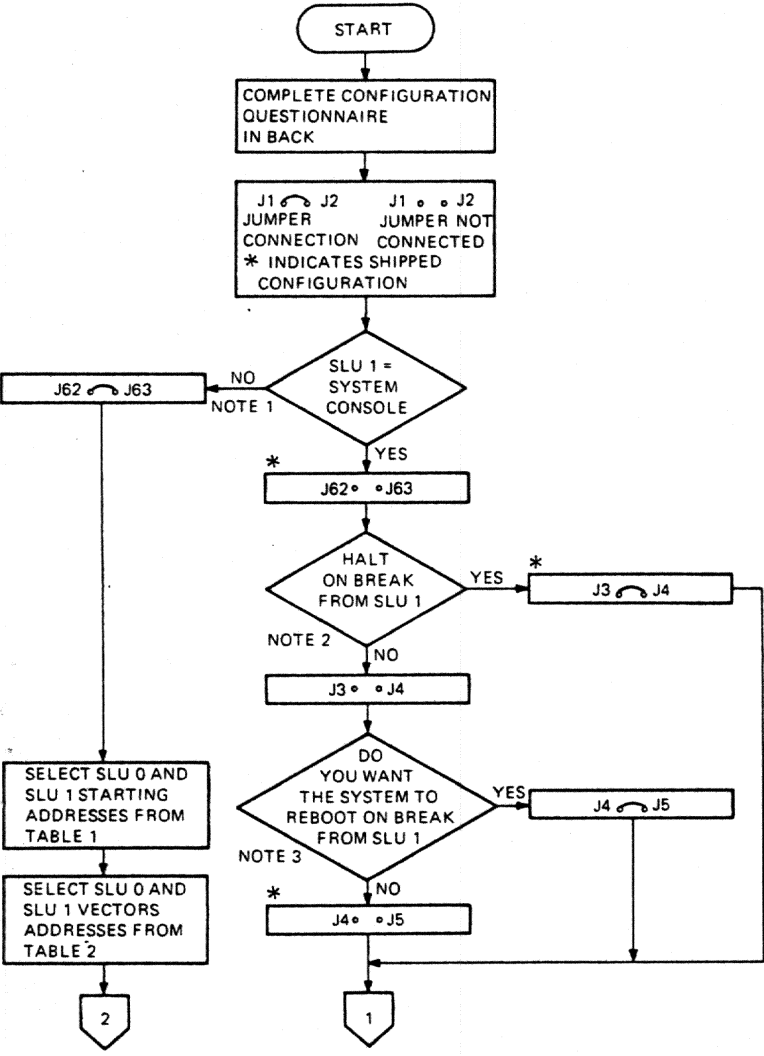 START
COMPLETE CONFIGURATION
QUESTIONNAIRE
IN BACK
J1 J2 J1 J2
JUMPER JUMPER NOT
CONNECTION CONNECTED
* INDICATES SHIPPED
CONFIGURATION
SLU 1 =
SYSTEM
CONSOLE
NO
NOTE 1
J62 J63
YES
*
J62 J63
HALT
ON BREAK
FROM SLU 1
YES
*
J3 J4
NOTE 2
NO
J3 J4
DO
YOU WANT
THE SYSTEM TO
REBOOT ON BREAK
FROM SLU 1
YES
J4 J5
NOTE 3
NO
*
J4 J5
SELECT SLU 0 AND
SLU 1 STARTING
ADDRESSES FROM
TABLE 1
SELECT SLU 0 AND
SLU 1 VECTORS
ADDRESSES FROM
TABLE 2
2
1